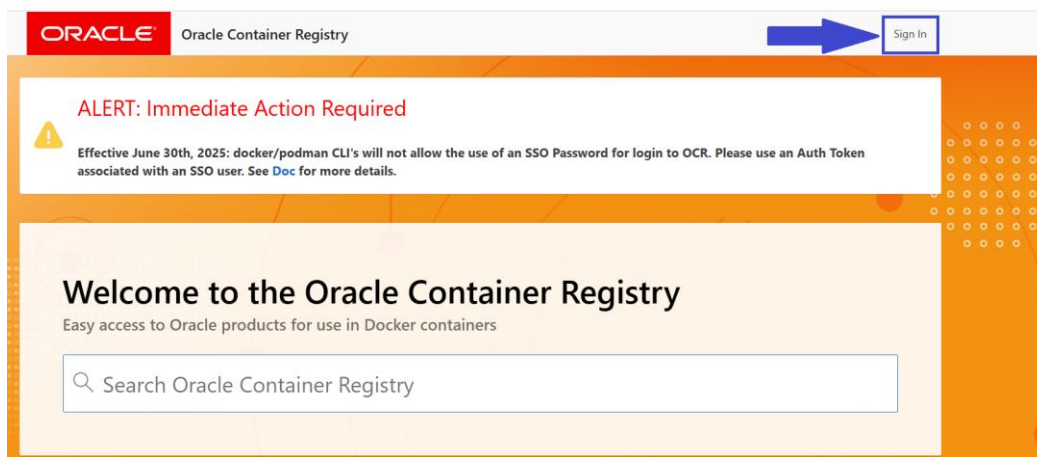 ORACLE Oracle Container Registry Sign In
ALERT: Immediate Action Required
Effective June 30th, 2025: docker/podman CLI's will not allow the use of an SSO Password for login to OCR. Please use an Auth Token
associated with an SSO user. See Doc for more details.
Welcome to the Oracle Container Registry
Easy access to Oracle products for use in Docker containers
Search Oracle Container Registry